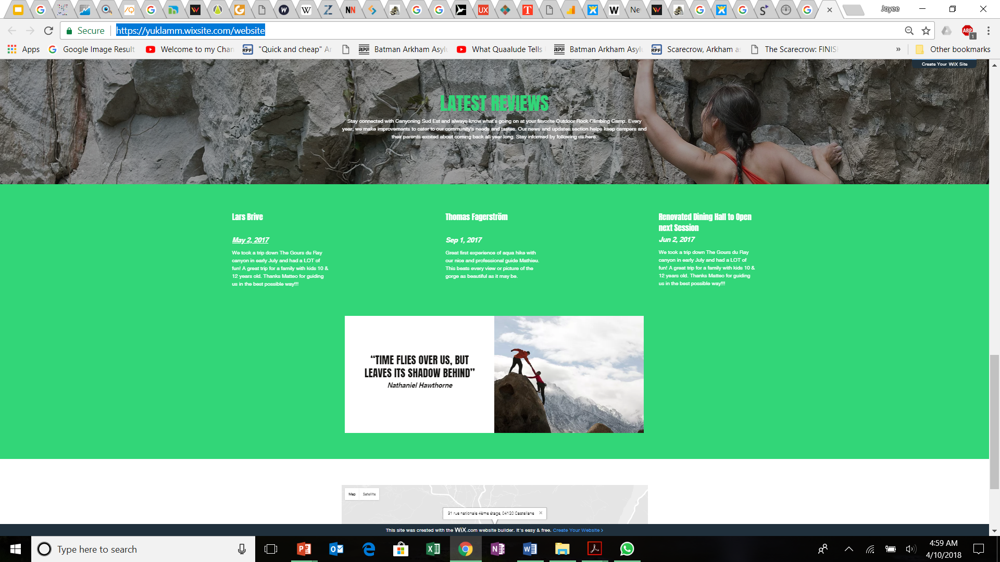 Joyee
Secure
https://yuklamm.wixsite.com/website
Apps
Google Image Result
Welcome to my Chan
"Quick and cheap" Ar
Batman Arkham Asylu
What Quaalude Tells
Batman Arkham Asylu
Scarecrow, Arkham as
The Scarecrow: FINIS
»
Other bookmarks
Create Your WiX Site
LATEST REVIEWS
Stay connected with Canyoning Sud Est and always know what's going on at your favorite Outdoor Rock Climbing Camp. Every
year, we make improvements to cater to our community's needs and tastes. Our news and updates section helps keep campers and
their parents excited about coming back all year long. Stay informed by following us here.
Lars Brive
May 2, 2017
We took a trip down The Gours du Ray
canyon in early July and had a LOT of
fun! A great trip for a family with kids 10 &
12 years old. Thanks Matteo for guiding
us in the best possible way!!!
Thomas Fagerström
Sep 1, 2017
Great first experience of aqua hike with
our nice and professional guide Mathieu.
This beats every view or picture of the
gorge as beautiful as it may be.
Renovated Dining Hall to Open
next Session
Jun 2, 2017
We took a trip down The Gours du Ray
canyon in early July and had a LOT of
fun! A great trip for a family with kids 10 &
12 years old. Thanks Matteo for guiding
us in the best possible way!!!
“TIME FLIES OVER US, BUT
LEAVES ITS SHADOW BEHIND”
Nathaniel Hawthorne
Map
Satellite
31 rue nationale 4ème étage, 04120 Castellane
This site was created with the WiX.com website builder. It's easy & free. Create Your Website >
Type here to search
4:59 AM
4/10/2018